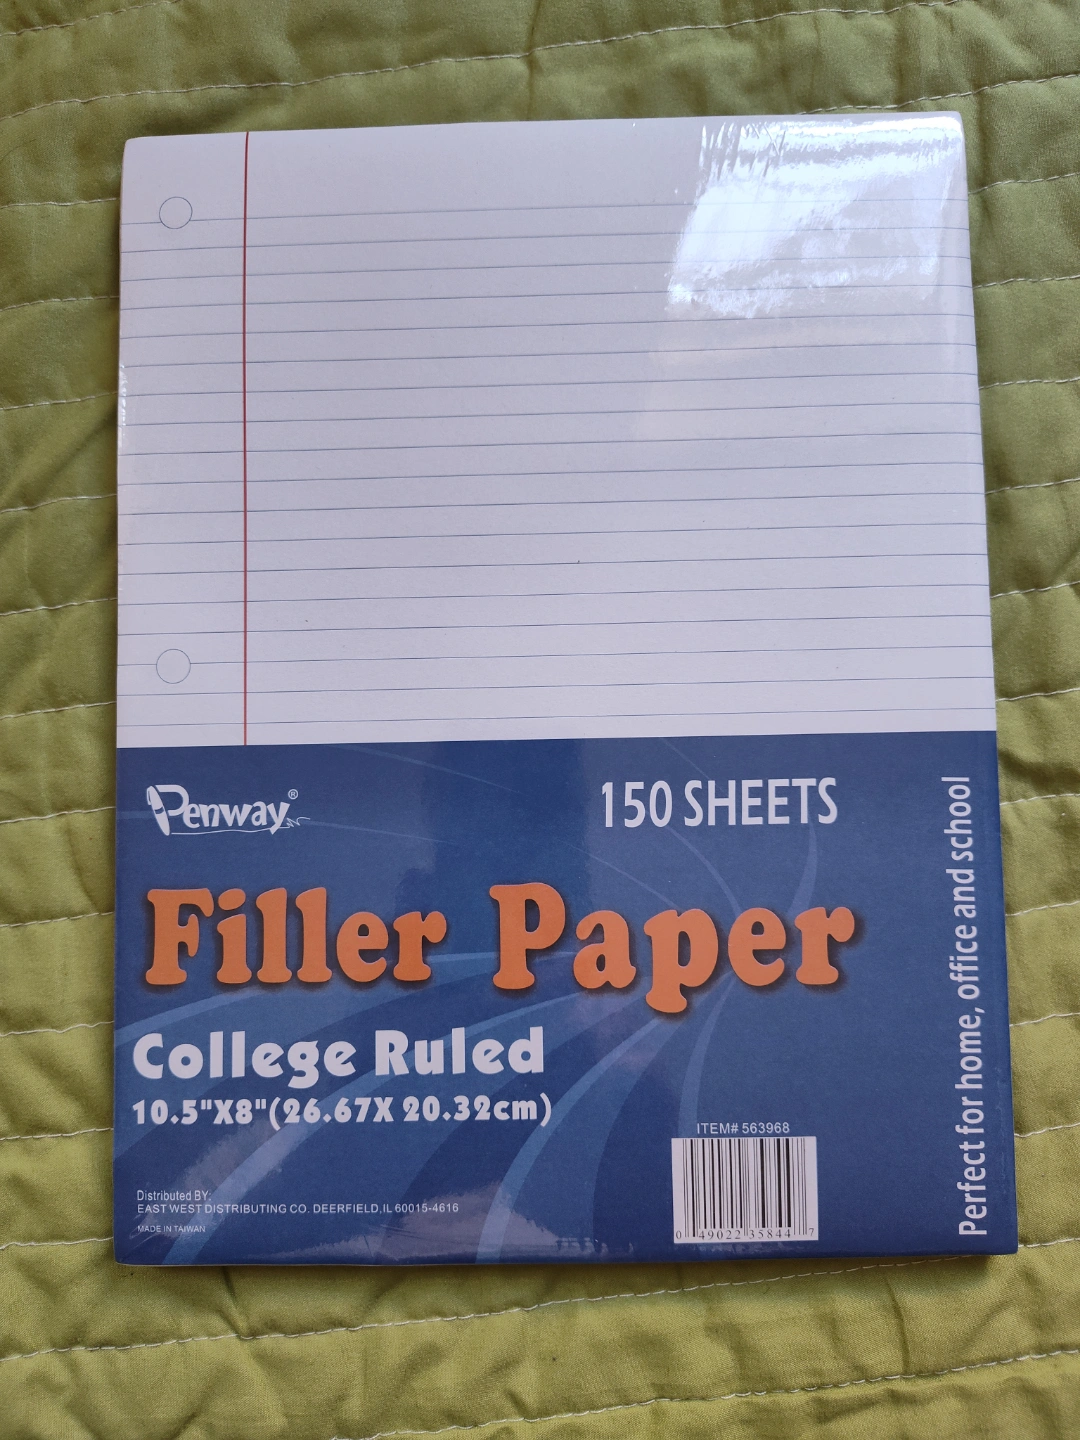 Penway®
150 SHEETS
Filler Paper
College Ruled
10.5"X8"(26.67X 20.32cm)
ITEM# 563968
0 49022 35844 7
Distributed BY:
EAST WEST DISTRIBUTING CO. DEERFIELD,IL 60015-4616
MADE IN TAIWAN
Perfect for home, office and school